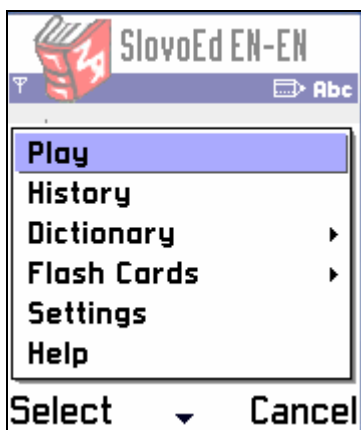 SlovoEd EN-EN
Abc
Play
History
Dictionary
Flash Cards
Settings
Help
Select Cancel